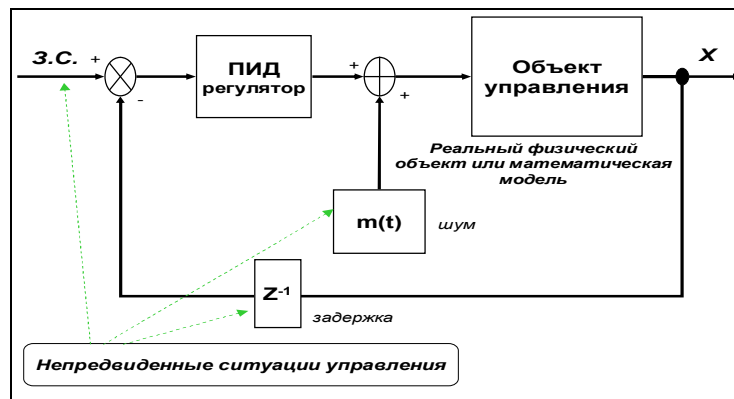 З.С.
+
-
ПИД
регулятор
+
+
Объект
управления
X
Реальный физический
объект или математическая
модель
m(t)
шум
Z-1
задержка
Непредвиденные ситуации управления